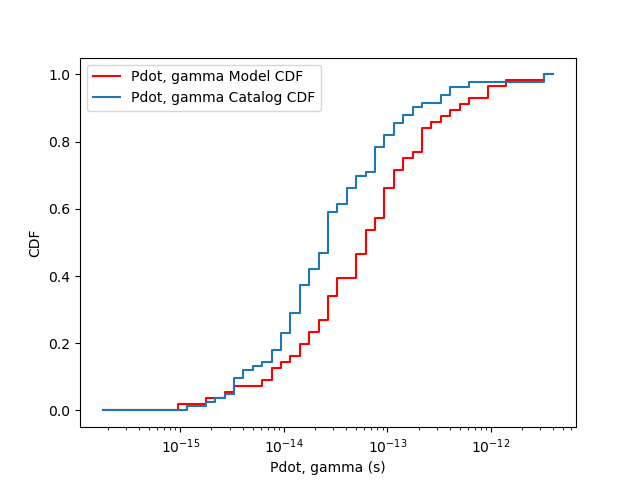 Pdot, gamma Model CDF
Pdot, gamma Catalog CDF
1.0
0.8
0.6
0.4
0.2
0.0
CDF
10⁻¹⁵
10⁻¹⁴
10⁻¹³
10⁻¹²
Pdot, gamma (s)